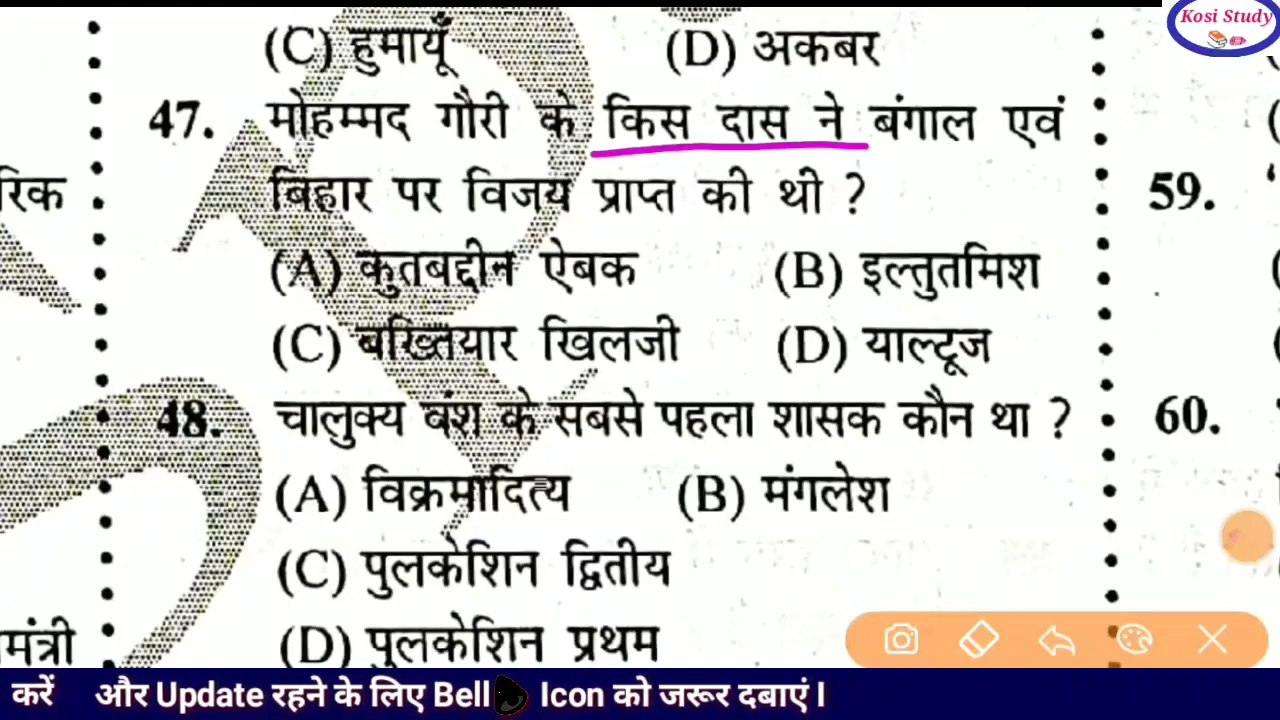 Kosi Study
(C) हुमायूँ (D) अकबर
47. मोहम्मद गौरी के किस दास ने बंगाल एवं
बिहार पर विजय प्राप्त की थी ?
(A) कुतबद्दीन ऐबक (B) इल्तुतमिश
(C) बख्तियार खिलजी (D) याल्दूज
48. चालुक्य वंश के सबसे पहला शासक कौन था ?
(A) विक्रमादित्य (B) मंगलेश
(C) पुलकेशिन द्वितीय
(D) पुलकेशिन प्रथम
रिक
मंत्री
59.
60.
करें और Update रहने के लिए Bell Icon को जरूर दबाएं I